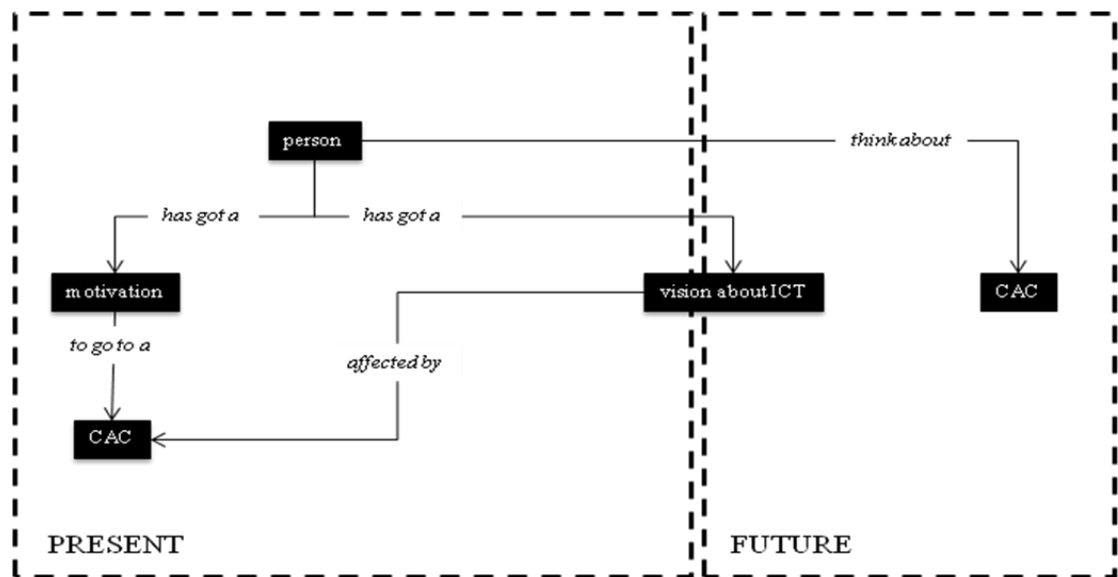 person
think about
has got a
has got a
motivation
vision about ICT
CAC
to go to a
affected by
CAC
PRESENT
FUTURE